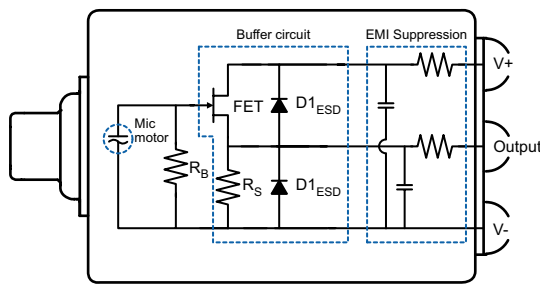 Buffer circuit
EMI Suppression
V+
FET
D1ESD
Mic
motor
Output
RB
RS
D1ESD
V-